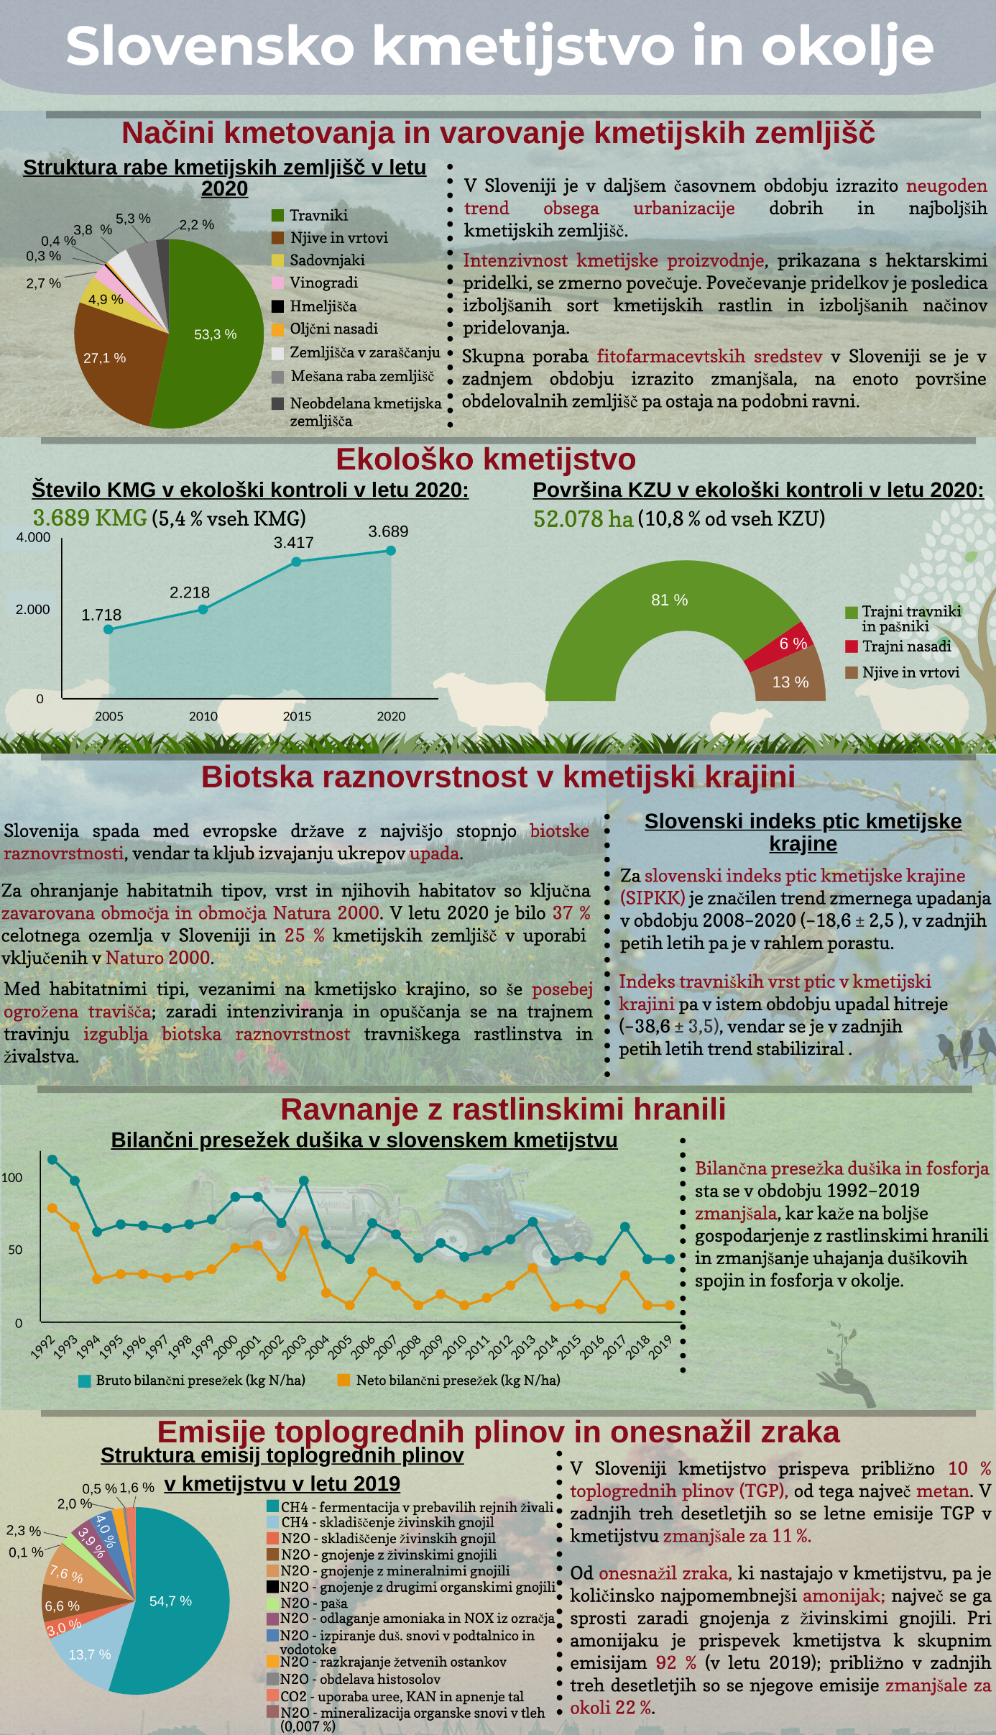 Slovensko kmetijstvo in okolje
Načini kmetovanja in varovanje kmetijskih zemljišč
Struktura rabe kmetijskih zemljišč v letu
2020
5,3 %
2,2 %
3,8 %
0,4 %
0,3 %
2,7 %
4,9 %
53,3 %
27,1 %
Travniki
Njive in vrtovi
Sadovnjaki
Vinogradi
Hmeljišča
Oljčni nasadi
Zemljišča v zaraščanju
Mešana raba zemljišč
Neobdelana kmetijska
zemljišča
V Sloveniji je v daljšem časovnem obdobju izrazito neugoden
trend obsega urbanizacije dobrih in najboljših
kmetijskih zemljišč.
Intenzivnost kmetijske proizvodnje, prikazana s hektarskimi
pridelki, se zmerno povečuje. Povečevanje pridelkov je posledica
izboljšanih sort kmetijskih rastlin in izboljšanih načinov
pridelovanja.
Skupna poraba fitofarmacevtskih sredstev v Sloveniji se je v
zadnjem obdobju izrazito zmanjšala, na enoto površine
obdelovalnih zemljišč pa ostaja na podobni ravni.
Ekološko kmetijstvo
Število KMG v ekološki kontroli v letu 2020:
3.689 KMG (5,4 % vseh KMG)
4.000
2.000
0
1.718
2.218
3.417
3.689
2005 2010 2015 2020
Površina KZU v ekološki kontroli v letu 2020:
52.078 ha (10,8 % od vseh KZU)
81 %
6 %
13 %
Trajni travniki
in pašniki
Trajni nasadi
Njive in vrtovi
Biotska raznovrstnost v kmetijski krajini
Slovenija spada med evropske države z najvišjo stopnjo biotske
raznovrstnosti, vendar ta kljub izvajanju ukrepov upada.
Za ohranjanje habitatnih tipov, vrst in njihovih habitatov so ključna
zavarovana območja in območja Natura 2000. V letu 2020 je bilo 37 %
celotnega ozemlja v Sloveniji in 25 % kmetijskih zemljišč v uporabi
vključenih v Naturo 2000.
Med habitatnimi tipi, vezanimi na kmetijsko krajino, so še posebej
ogrožena travišča; zaradi intenziviranja in opuščanja se na trajnem
travinju izgublja biotska raznovrstnost travniškega rastlinstva in
živalstva.
Slovenski indeks ptic kmetijske
krajine
Za slovenski indeks ptic kmetijske krajine
(SIPKK) je značilen trend zmernega upadanja
v obdobju 2008–2020 (–18,6 ± 2,5 ), v zadnjih
petih letih pa je v rahlem porastu.
Indeks travniških vrst ptic v kmetijski
krajini pa v istem obdobju upadal hitreje
(–38,6 ± 3,5), vendar se je v zadnjih
petih letih trend stabiliziral .
Ravnanje z rastlinskimi hranili
Bilančni presežek dušika v slovenskem kmetijstvu
100
50
0
1992 1993 1994 1995 1996 1997 1998 1999 2000 2001 2002 2003 2004 2005 2006 2007 2008 2009 2010 2011 2012 2013 2014 2015 2016 2017 2018 2019
Bruto bilančni presežek (kg N/ha)
Neto bilančni presežek (kg N/ha)
Bilančna presežka dušika in fosforja
sta se v obdobju 1992–2019
zmanjšala, kar kaže na boljše
gospodarjenje z rastlinskimi hranili
in zmanjšanje uhajanja dušikovih
spojin in fosforja v okolje.
Emisije toplogrednih plinov in onesnažil zraka
Struktura emisij toplogrednih plinov
v kmetijstvu v letu 2019
0,5 %
1,6 %
2,0 %
4,0 %
3,9 %
2,3 %
0,1 %
7,6 %
6,6 %
3,0 %
13,7 %
54,7 %
CH4 - fermentacija v prebavilih rejnih živali
CH4 - skladiščenje živinskih gnojil
N2O - skladiščenje živinskih gnojil
N2O - gnojenje z živinskimi gnojili
N2O - gnojenje z mineralnimi gnojili
N2O - gnojenje z drugimi organskimi gnojili
N2O - paša
N2O - odlaganje amoniaka in NOX iz ozračja
N2O - izpiranje duš. snovi v podtalnico in
vodotoke
N2O - razkrajanje žetvenih ostankov
N2O - obdelava histosolov
CO2 - uporaba uree, KAN in apnenje tal
N2O - mineralizacija organske snovi v tleh
(0,007 %)
V Sloveniji kmetijstvo prispeva približno 10 %
toplogrednih plinov (TGP), od tega največ metan. V
zadnjih treh desetletjih so se letne emisije TGP v
kmetijstvu zmanjšale za 11 %.
Od onesnažil zraka, ki nastajajo v kmetijstvu, pa je
količinsko najpomembnejši amonijak; največ se ga
sprosti zaradi gnojenja z živinskimi gnojili. Pri
amonijaku je prispevek kmetijstva k skupnim
emisijam 92 % (v letu 2019); približno v zadnjih
treh desetletjih so se njegove emisije zmanjšale za
okoli 22 %.